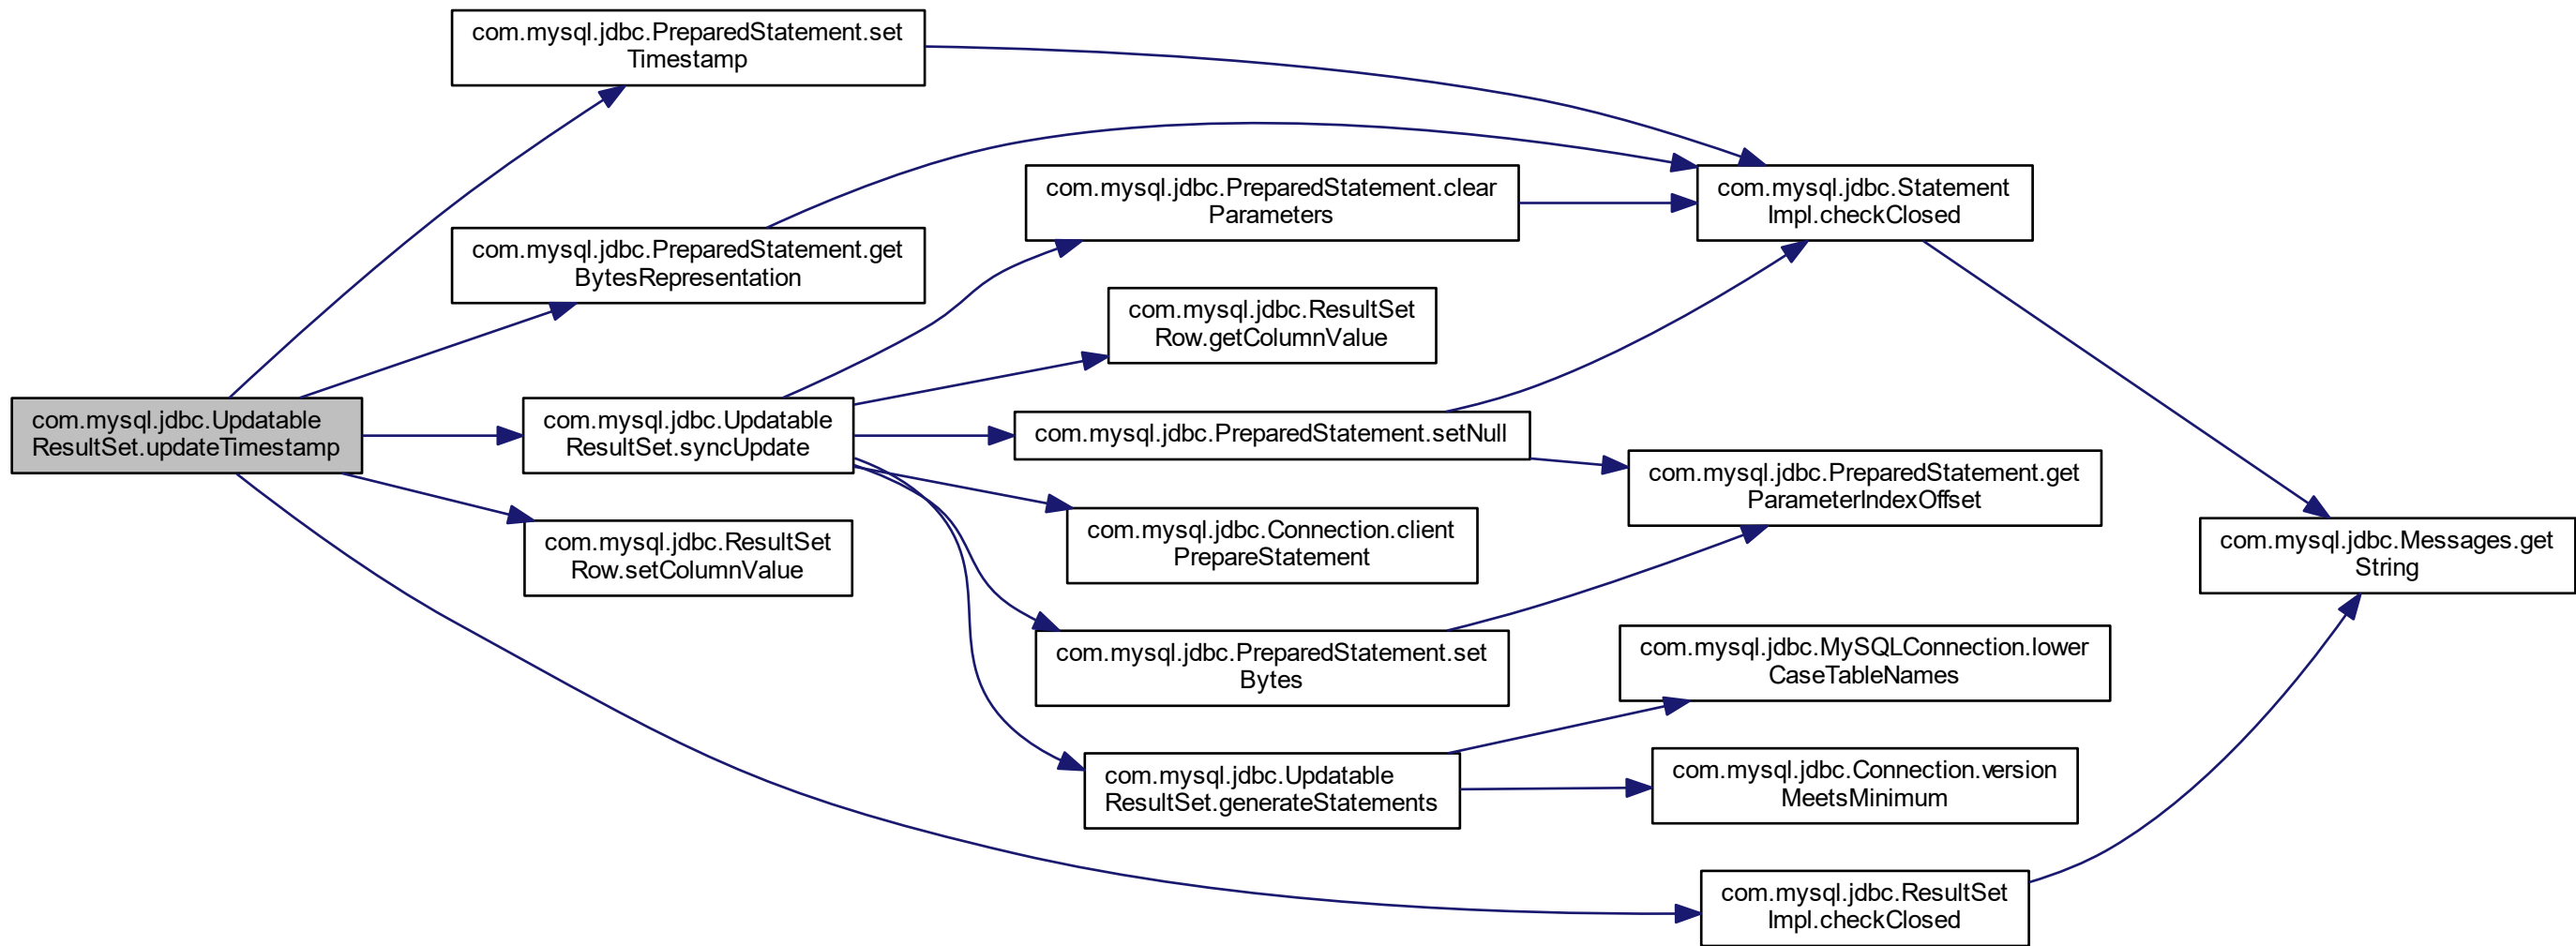 com.mysql.jdbc.PreparedStatement.set
Timestamp
com.mysql.jdbc.PreparedStatement.clear
Parameters
com.mysql.jdbc.Statement
Impl.checkClosed
com.mysql.jdbc.PreparedStatement.get
BytesRepresentation
com.mysql.jdbc.ResultSet
Row.getColumnValue
com.mysql.jdbc.Updatable
ResultSet.updateTimestamp
com.mysql.jdbc.Updatable
ResultSet.syncUpdate
com.mysql.jdbc.PreparedStatement.setNull
com.mysql.jdbc.PreparedStatement.get
ParameterIndexOffset
com.mysql.jdbc.ResultSet
Row.setColumnValue
com.mysql.jdbc.Connection.client
PrepareStatement
com.mysql.jdbc.Messages.get
String
com.mysql.jdbc.PreparedStatement.set
Bytes
com.mysql.jdbc.MySQLConnection.lower
CaseTableNames
com.mysql.jdbc.Updatable
ResultSet.generateStatements
com.mysql.jdbc.Connection.version
MeetsMinimum
com.mysql.jdbc.ResultSet
Impl.checkClosed